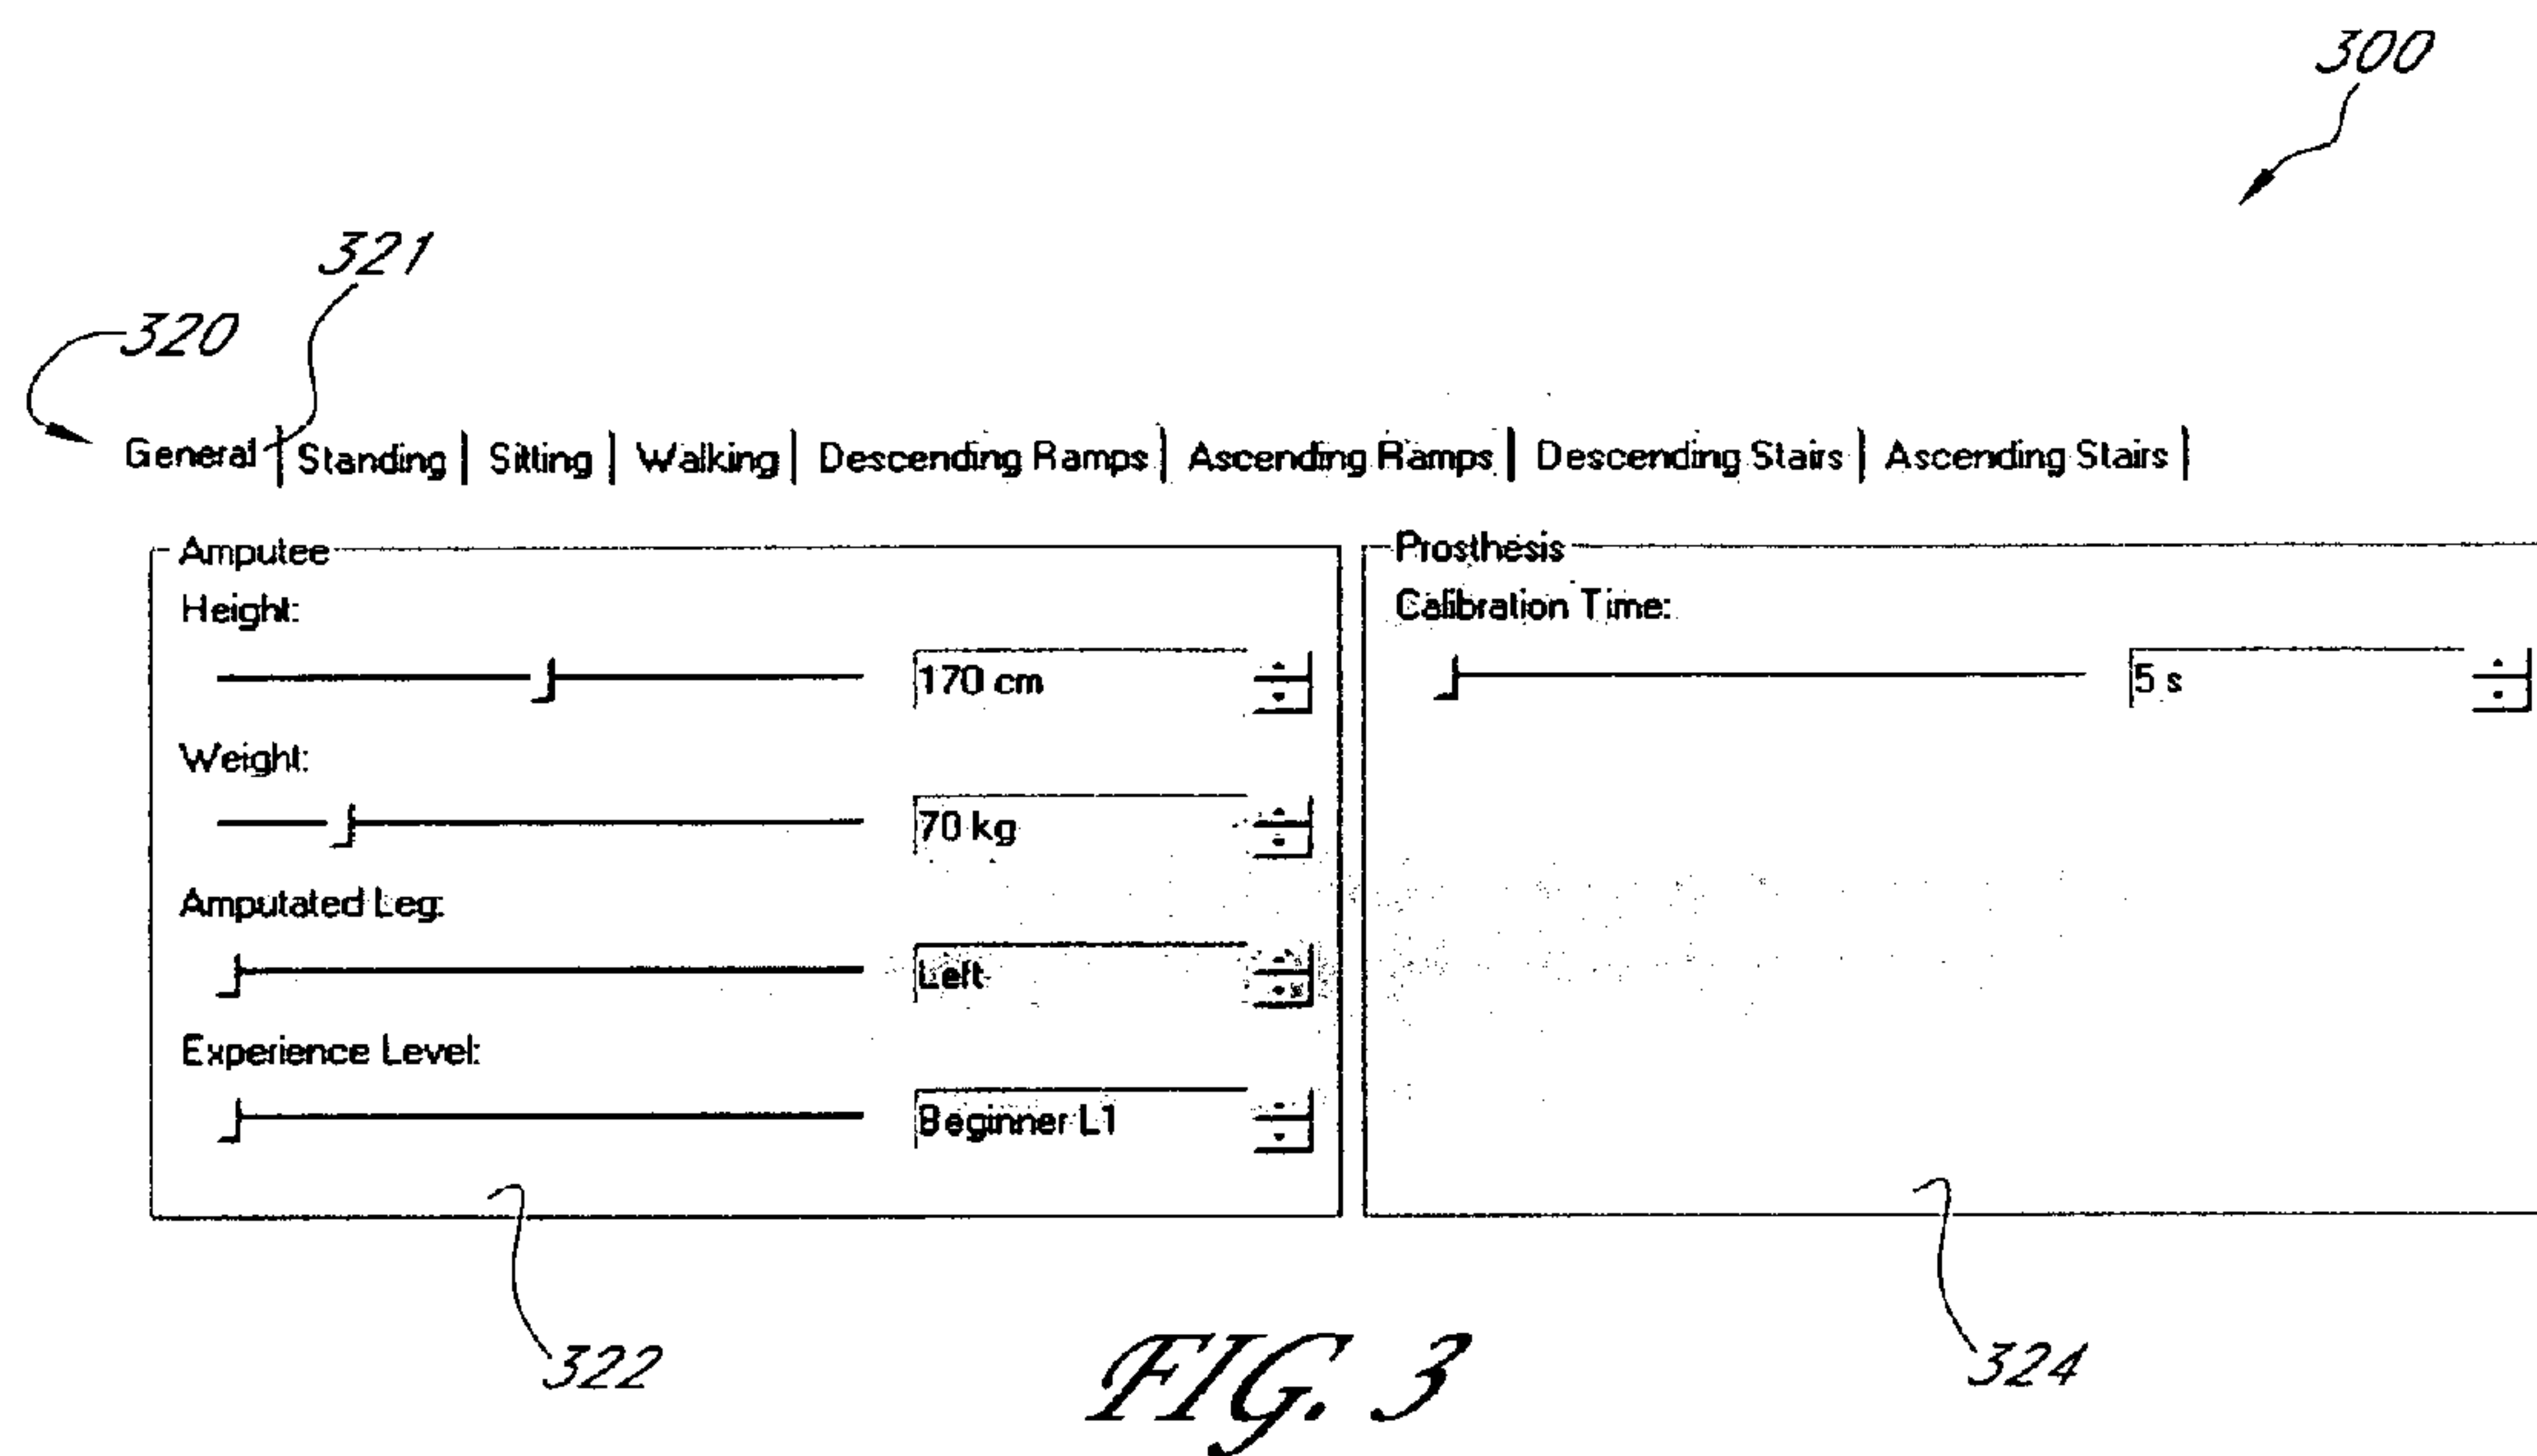 300
321
320
General | Standing | Sitting | Walking | Descending Ramps | Ascending Ramps | Descending Stairs | Ascending Stairs |
Amputee
Height:
170 cm
Weight:
70 kg
Amputated Leg:
Left
Experience Level:
Beginner L1
Prosthesis
Calibration Time:
5 s
322
324
FIG. 3